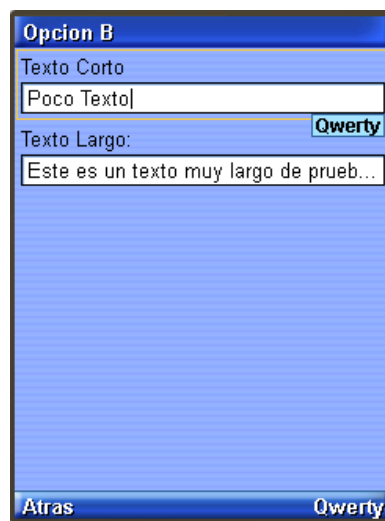 Opcion B
Texto Corto
Poco Texto
Qwerty
Texto Largo:
Este es un texto muy largo de prueb...
Atras Qwerty